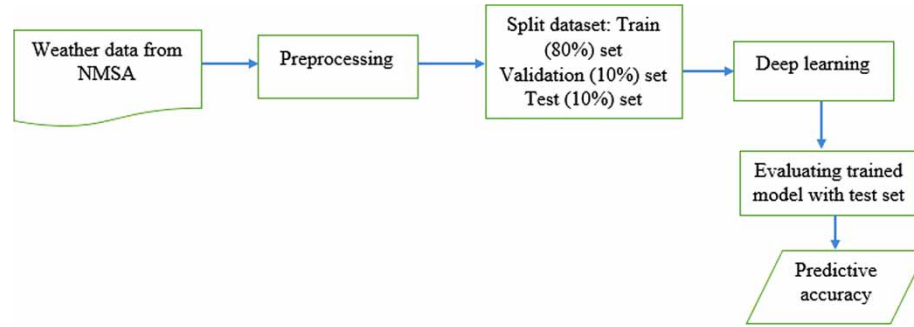 Weather data from
NMSA
Preprocessing
Split dataset: Train
(80%) set
Validation (10%) set
Test (10%) set
Deep learning
Evaluating trained
model with test set
Predictive
accuracy